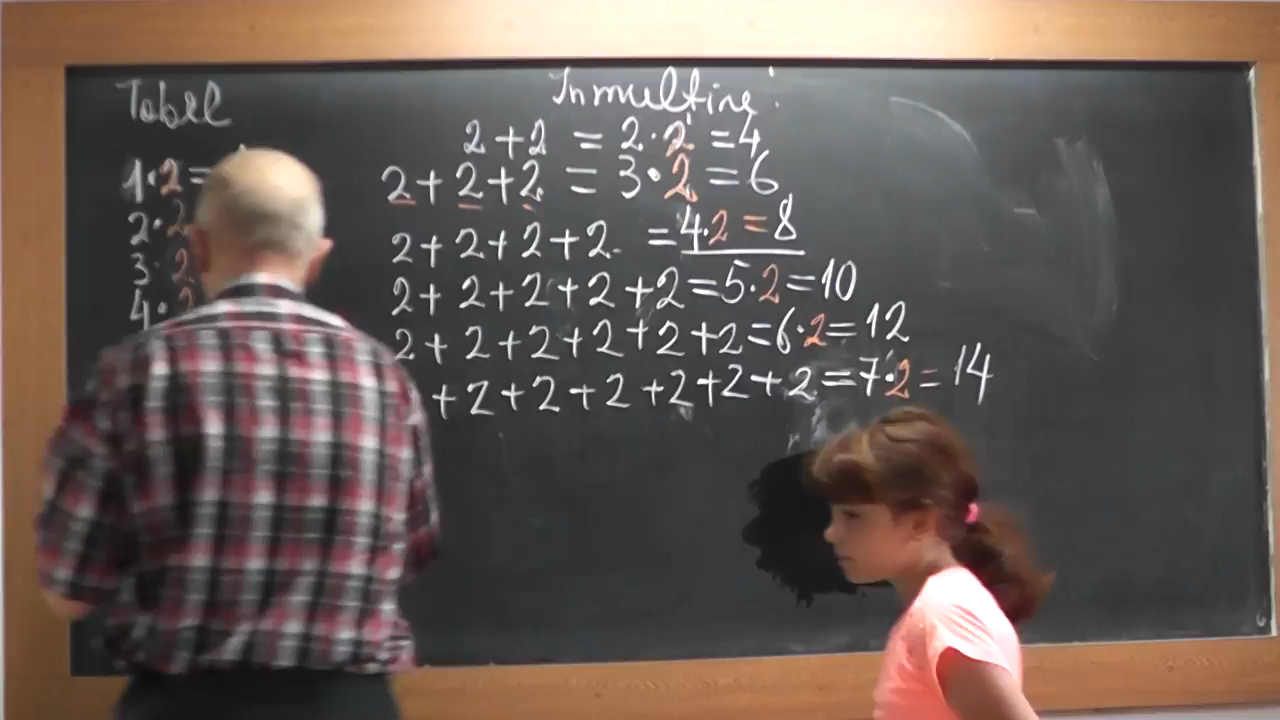 Tabel
Inmultire
2+2 = 2·2 =4
1·2=
2+2+2 = 3·2 =6
2·2
2+2+2+2 =4·2=8
3·2
2+2+2+2+2=5·2=10
4·2
2+2+2+2+2+2=6·2=12
+2+2+2+2+2+2=7·2=14